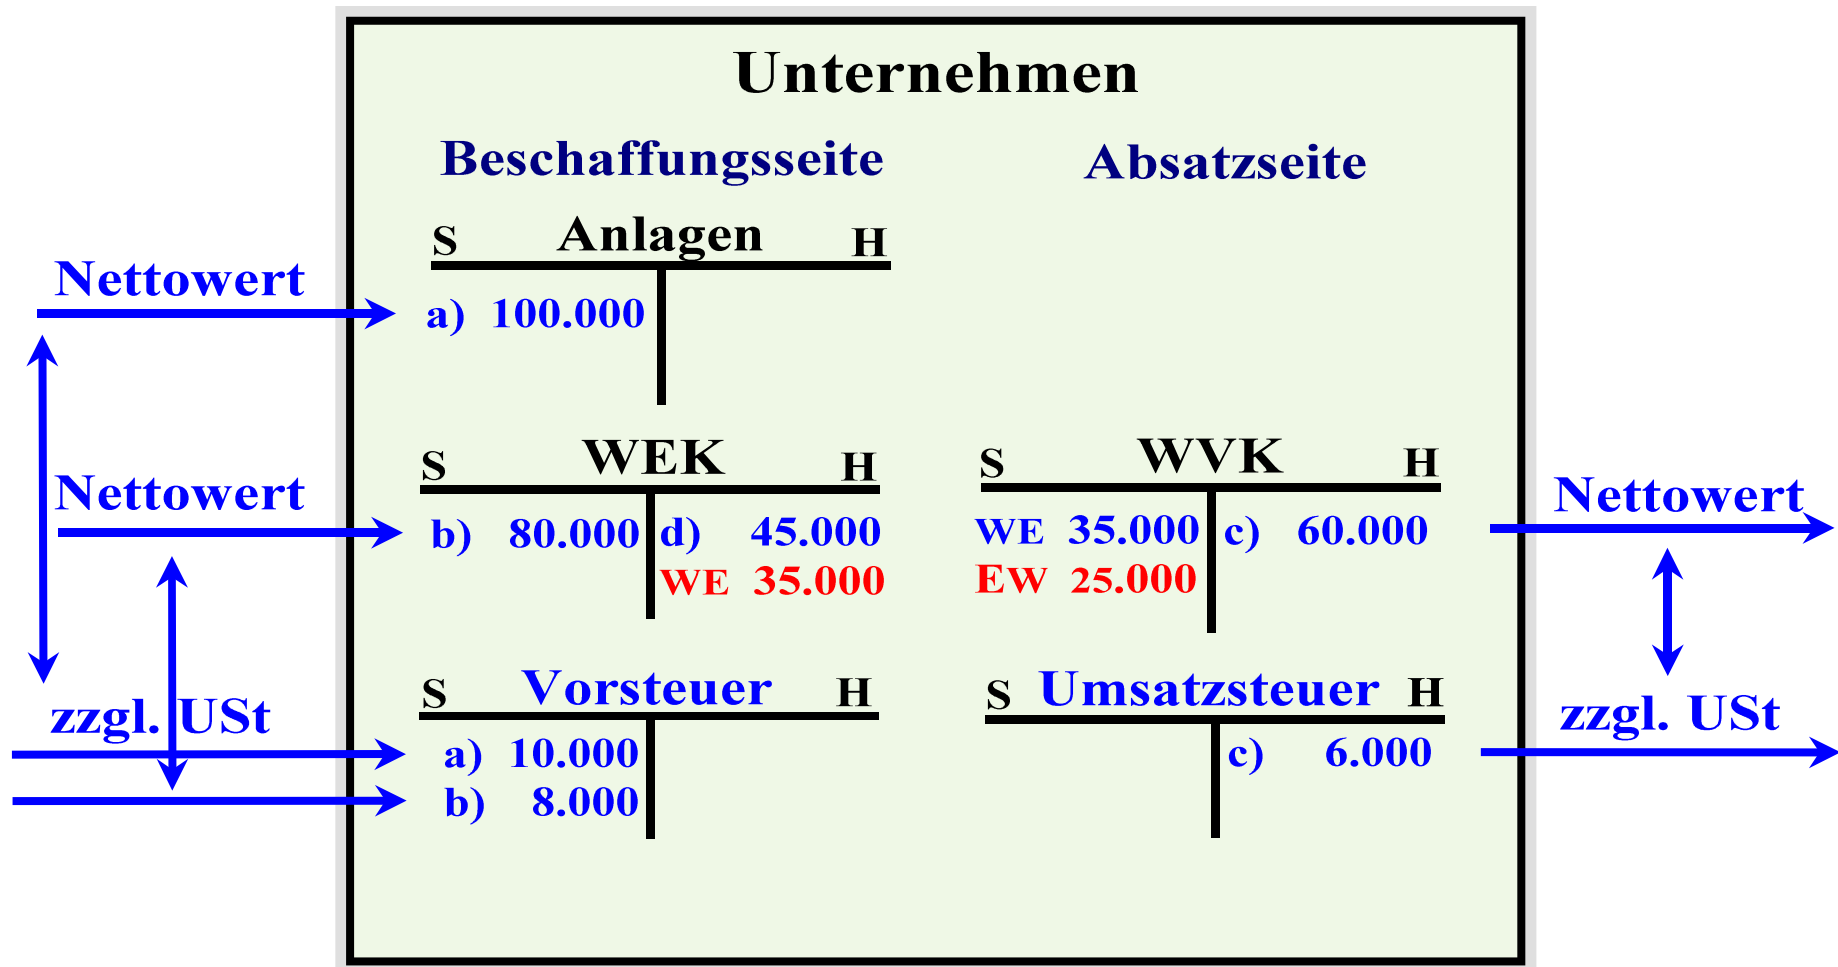 Unternehmen
Beschaffungsseite Absatzseite
S Anlagen H
Nettowert
a) 100.000
S WEK H
S WVK H
Nettowert
Nettowert
b) 80.000 d) 45.000
WE 35.000 c) 60.000
WE 35.000
EW 25.000
S Vorsteuer H
S Umsatzsteuer H
zzgl. USt
zzgl. USt
a) 10.000
c) 6.000
b) 8.000